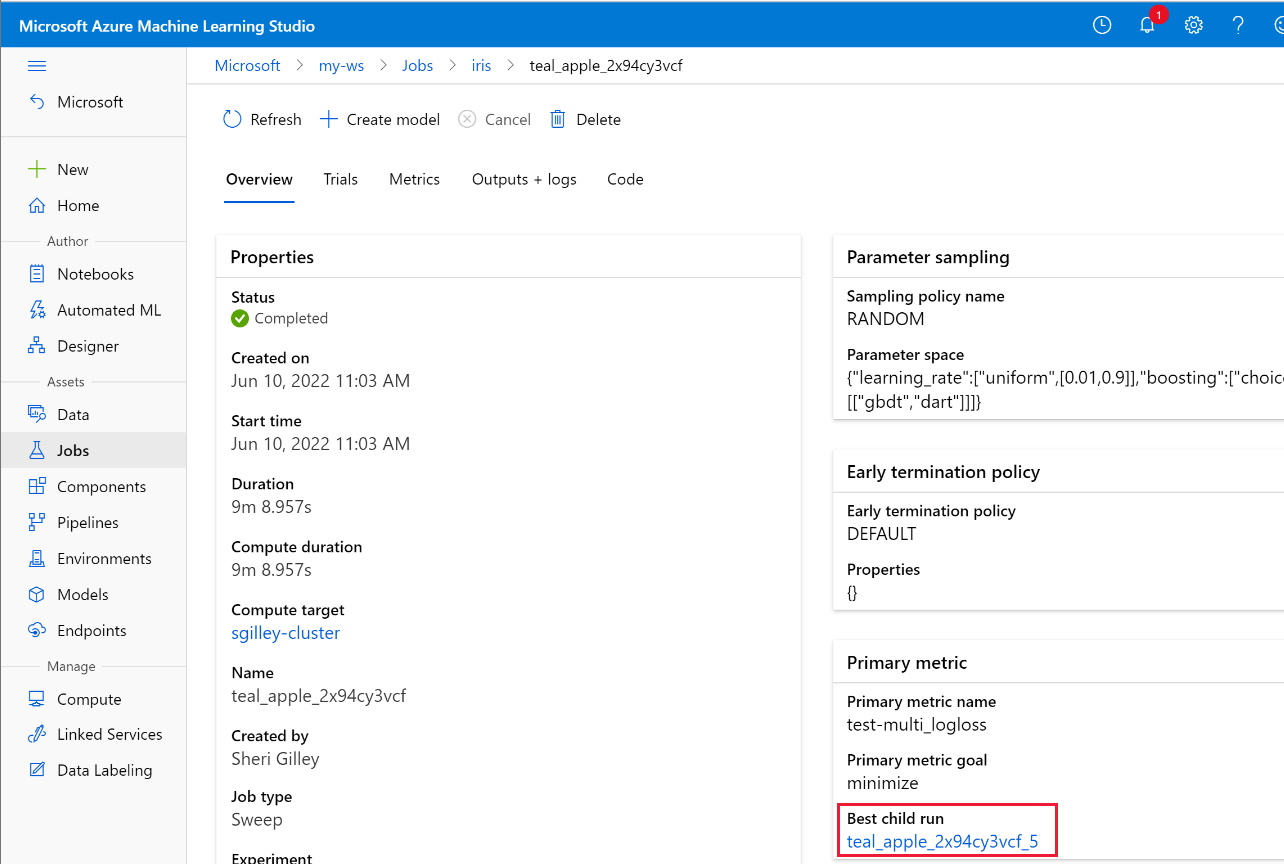 Microsoft Azure Machine Learning Studio
1
Microsoft > my-ws > Jobs > iris > teal_apple_2x94cy3vcf
Microsoft
New
Home
Author
Notebooks
Automated ML
Designer
Assets
Data
Jobs
Components
Pipelines
Environments
Models
Endpoints
Manage
Compute
Linked Services
Data Labeling
Refresh Create model Cancel Delete
Overview Trials Metrics Outputs + logs Code
Properties
Status
Completed
Created on
Jun 10, 2022 11:03 AM
Start time
Jun 10, 2022 11:03 AM
Duration
9m 8.957s
Compute duration
9m 8.957s
Compute target
sgilley-cluster
Name
teal_apple_2x94cy3vcf
Created by
Sheri Gilley
Job type
Sweep
Experiment
Parameter sampling
Sampling policy name
RANDOM
Parameter space
{"learning_rate":["uniform",[0.01,0.9]],"boosting":["choic
[["gbdt","dart"]]]}
Early termination policy
Early termination policy
DEFAULT
Properties
{}
Primary metric
Primary metric name
test-multi_logloss
Primary metric goal
minimize
Best child run
teal_apple_2x94cy3vcf_5